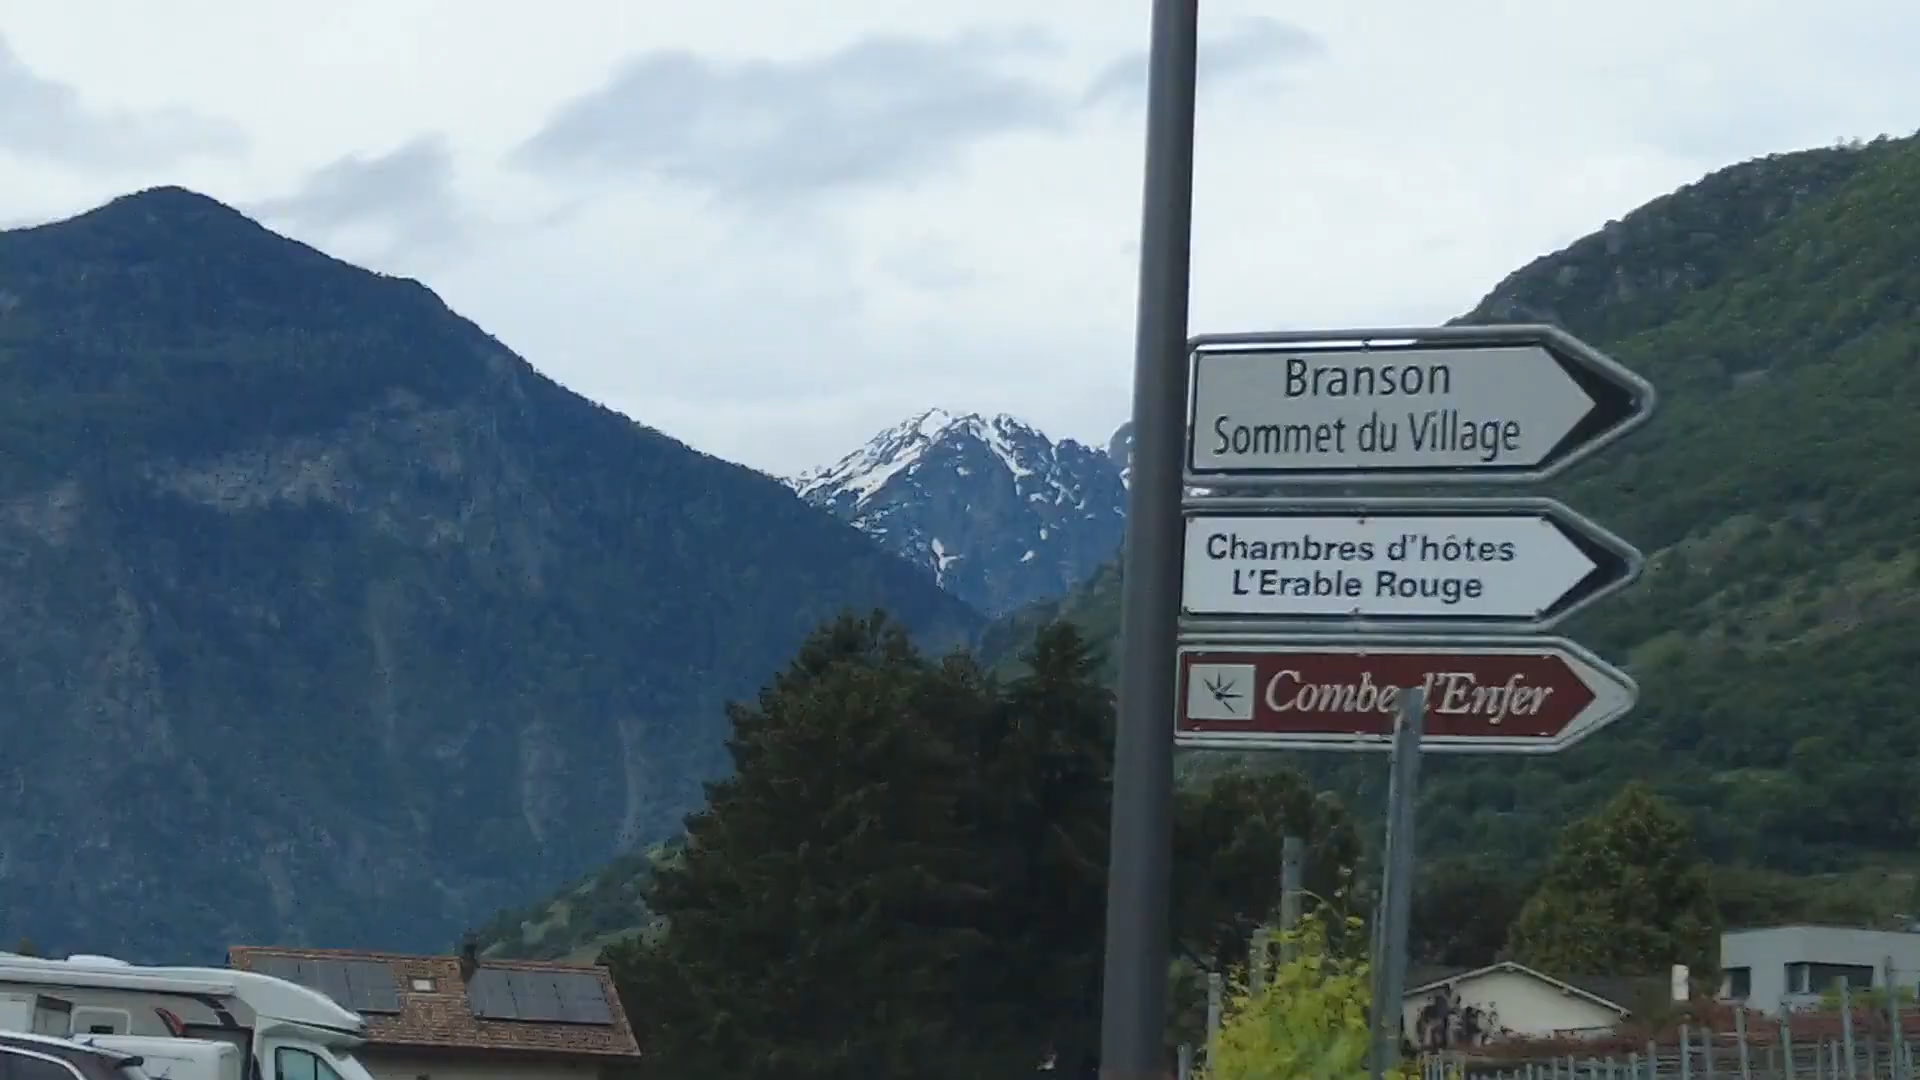 Branson
Sommet du Village
Chambres d'hôtes
L'Erable Rouge
Combe d'Enfer